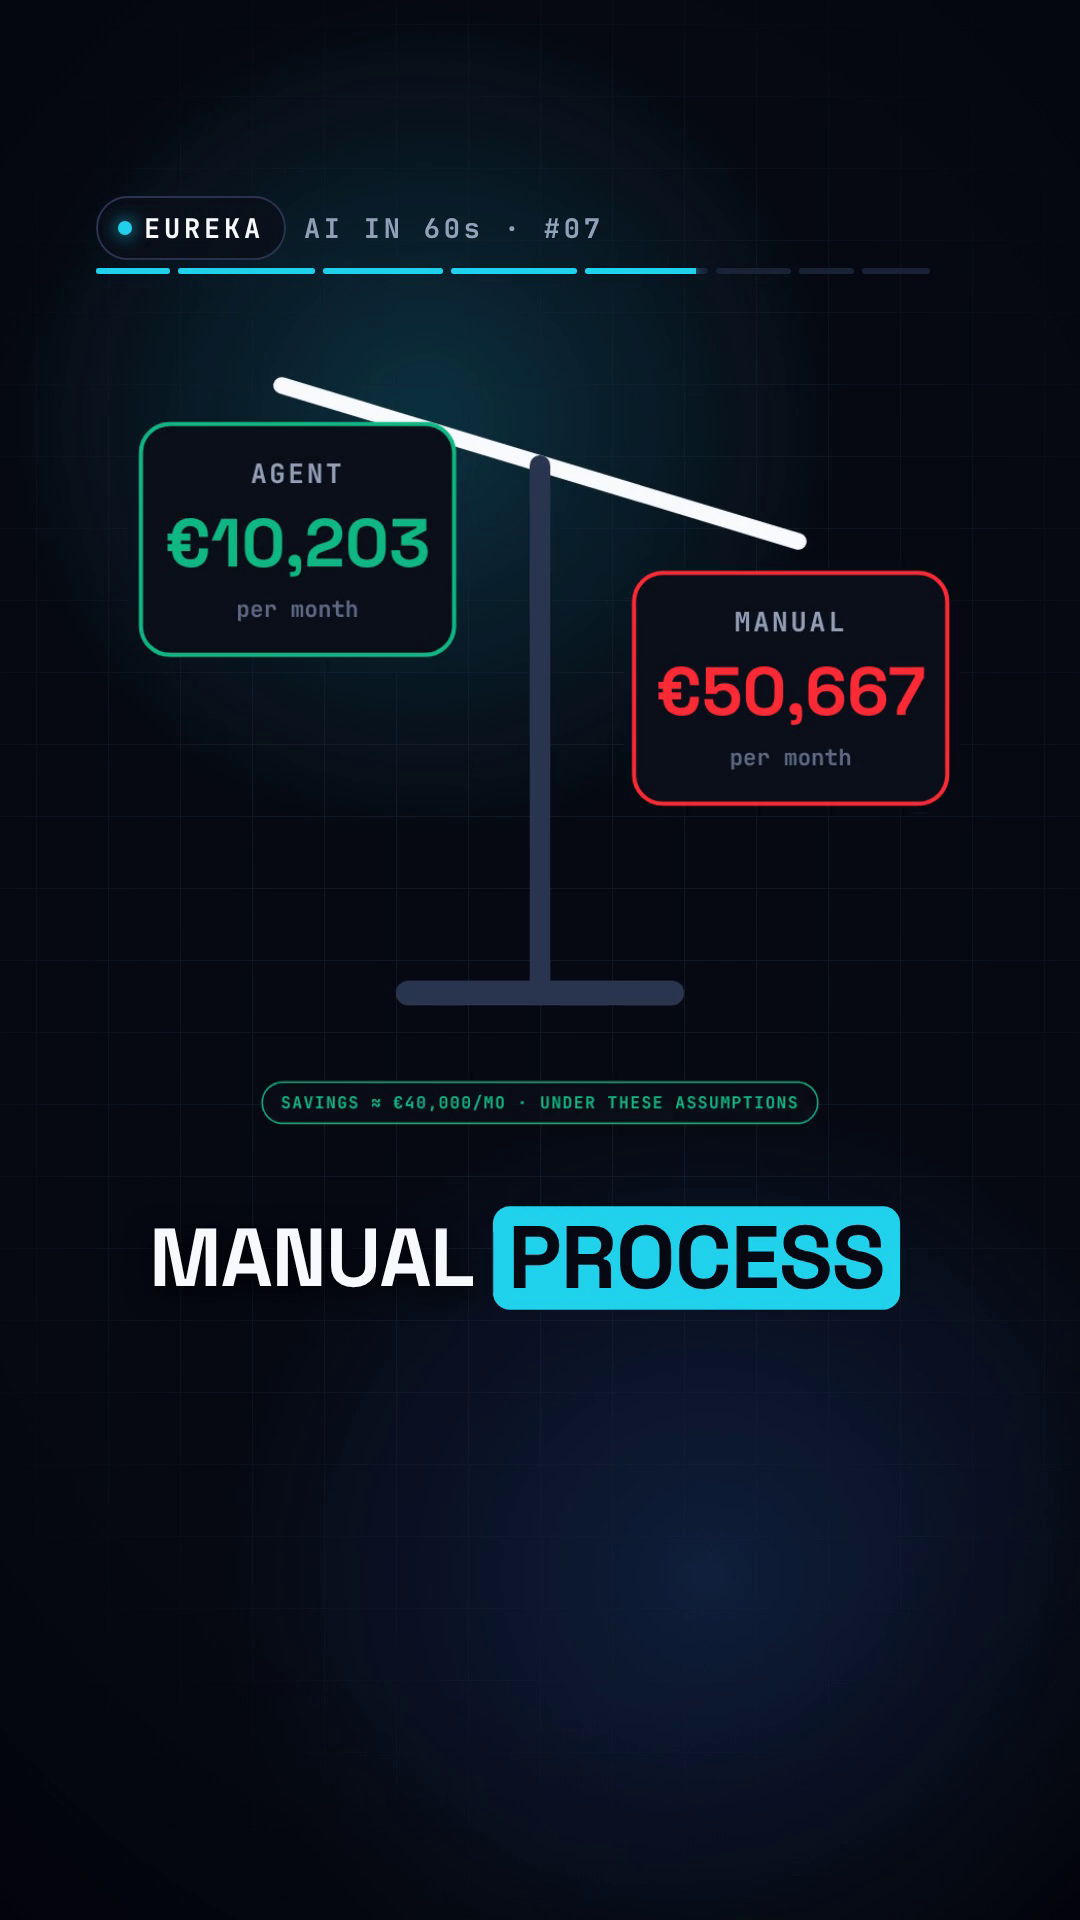 EUREKA AI IN 60s · #07
AGENT
€10,203
per month
MANUAL
€50,667
per month
SAVINGS ≈ €40,000/MO · UNDER THESE ASSUMPTIONS
MANUAL PROCESS